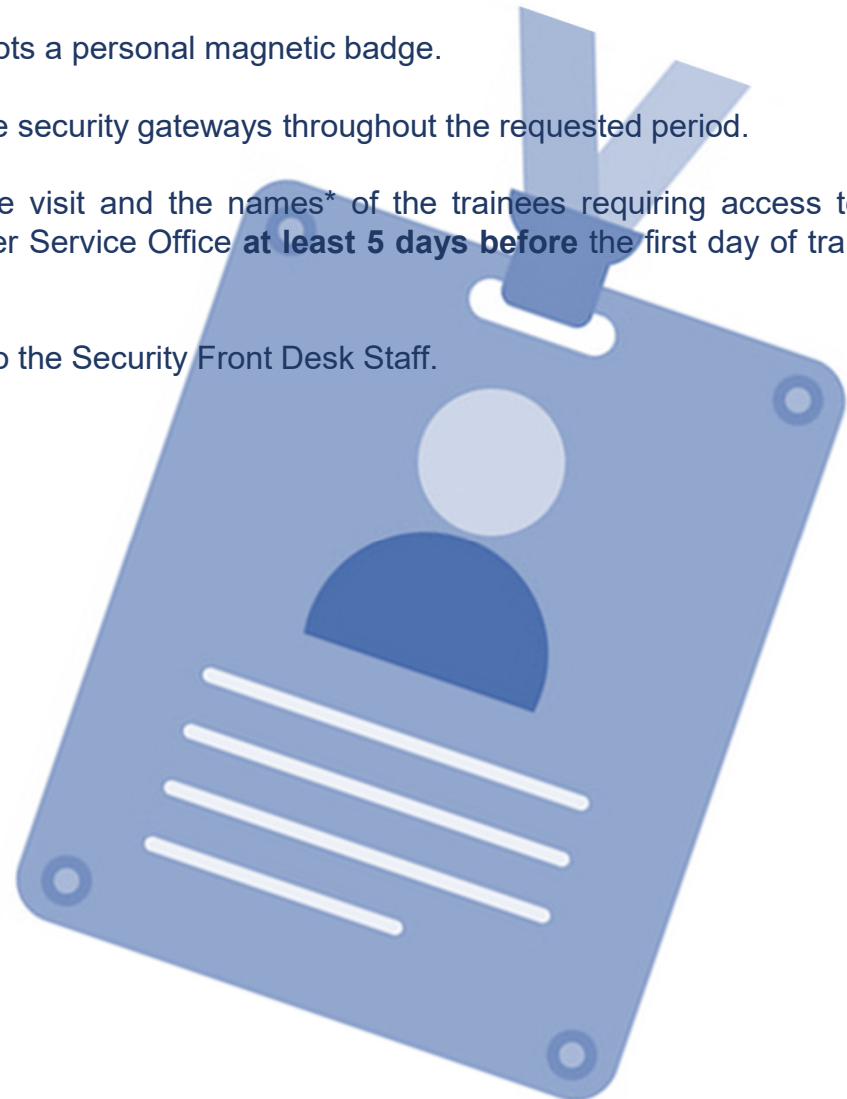 ots a personal magnetic badge.
e security gateways throughout the requested period.
e visit and the names* of the trainees requiring access t
er Service Office at least 5 days before the first day of tra
o the Security Front Desk Staff.